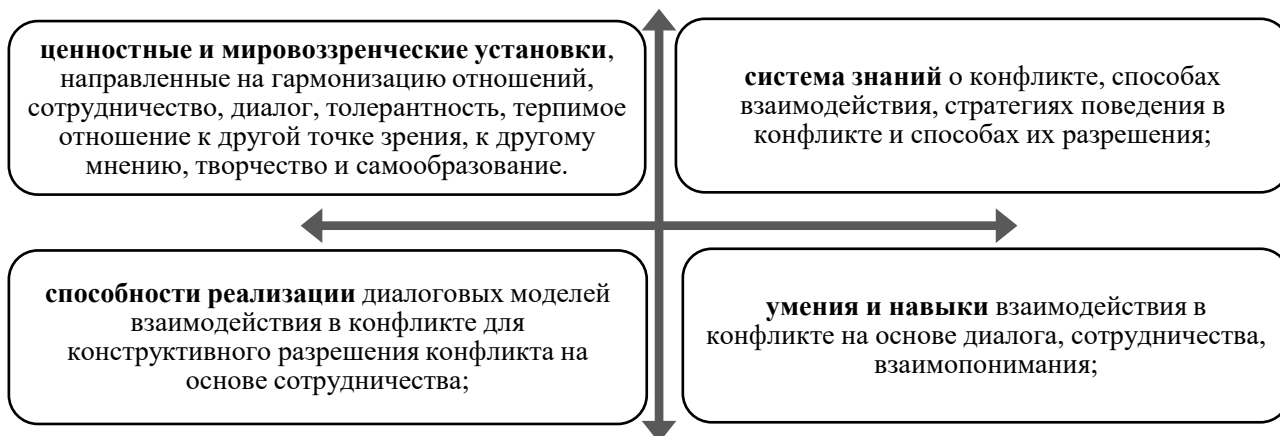 ценностные и мировоззренческие установки,
направленные на гармонизацию отношений,
сотрудничество, диалог, толерантность, терпимое
отношение к другой точке зрения, к другому
мнению, творчество и самообразование.
система знаний о конфликте, способах
взаимодействия, стратегиях поведения в
конфликте и способах их разрешения;
способности реализации диалоговых моделей
взаимодействия в конфликте для
конструктивного разрешения конфликта на
основе сотрудничества;
умения и навыки взаимодействия в
конфликте на основе диалога, сотрудничества,
взаимопонимания;